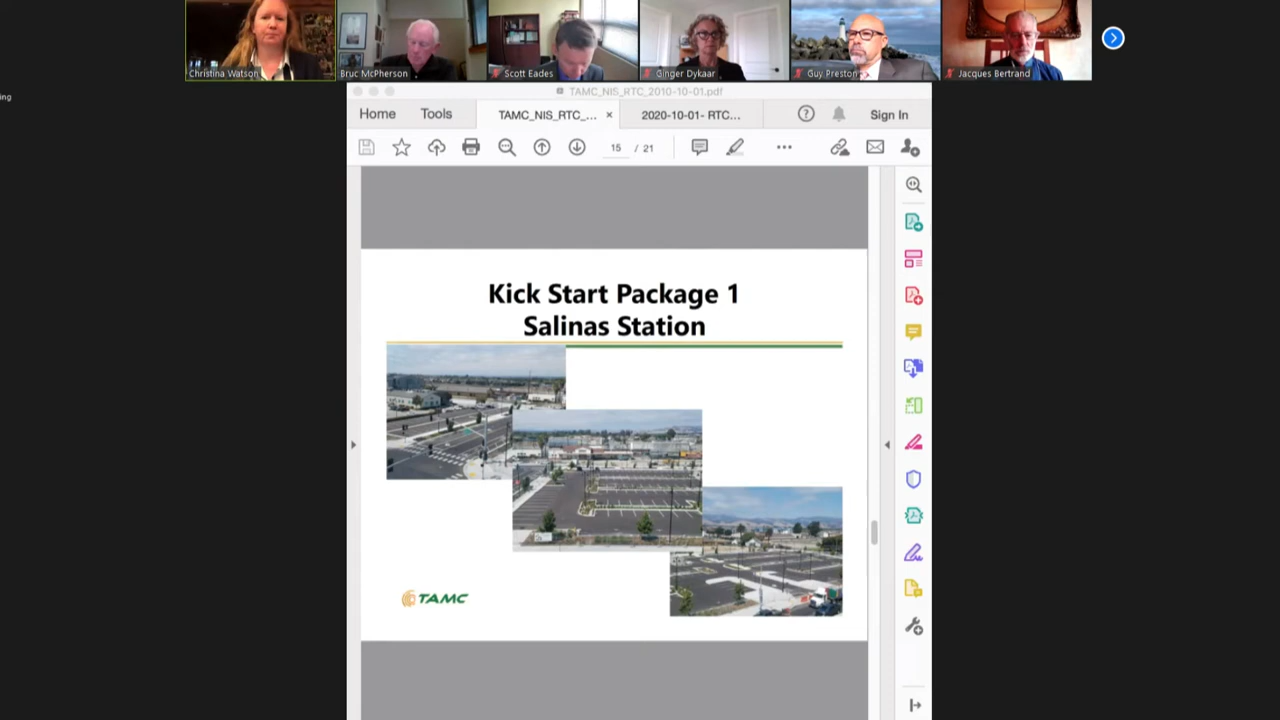 Christina Watson
Bruc McPherson
Scott Eades
Ginger Dykaar
Guy Preston
Jacques Bertrand
ing
TAMC_NIS_RTC_2010-10-01.pdf
Home
Tools
TAMC_NIS_RTC_... ×
2020-10-01- RTC...
Sign In
15 / 21
Kick Start Package 1
Salinas Station
TAMC